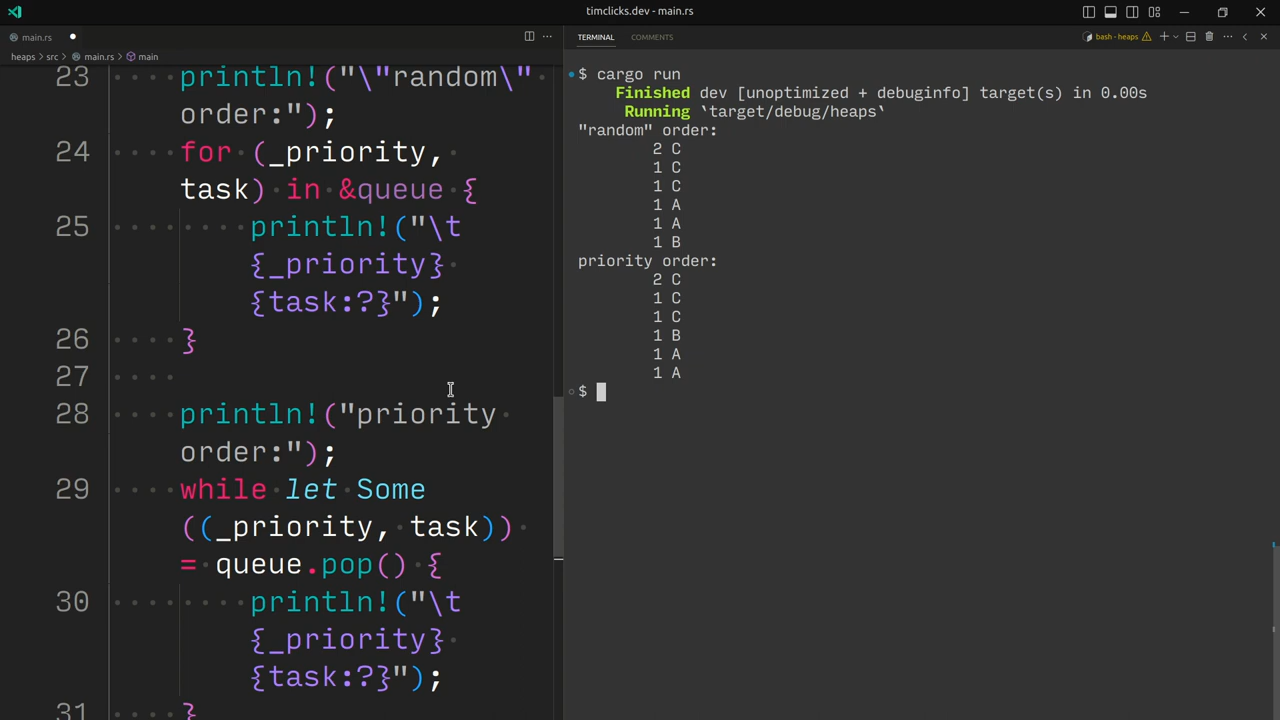 timclicks.dev - main.rs
main.rs
heaps › src › main.rs › main
23 println!("\"random\"
order:");
24 for (_priority,
task) in &queue {
25 println!("\t
{_priority}
{task:?}");
26 }
27
28 println!("priority
order:");
29 while let Some
((_priority, task))
= queue.pop() {
30 println!("\t
{_priority}
{task:?}");
31 }
TERMINAL COMMENTS
bash - heaps
$ cargo run
Finished dev [unoptimized + debuginfo] target(s) in 0.00s
Running `target/debug/heaps`
"random" order:
2 C
1 C
1 C
1 A
1 A
1 B
priority order:
2 C
1 C
1 C
1 B
1 A
1 A
$